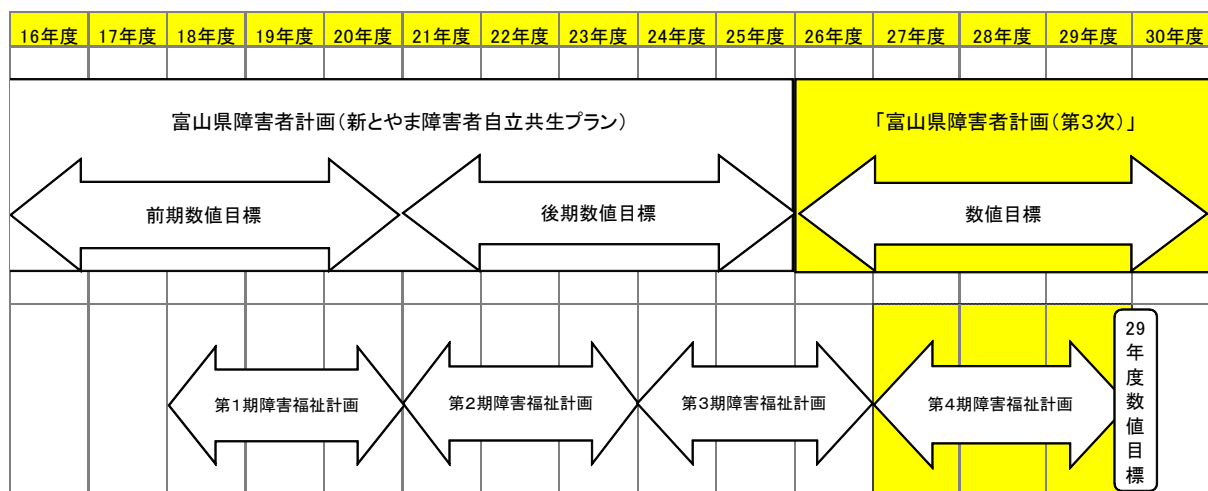 16年度 17年度 18年度 19年度 20年度 21年度 22年度 23年度 24年度 25年度 26年度 27年度 28年度 29年度 30年度
富山県障害者計画(新とやま障害者自立共生プラン)
「富山県障害者計画(第3次)」
前期数値目標
後期数値目標
数値目標
第1期障害福祉計画
第2期障害福祉計画
第3期障害福祉計画
第4期障害福祉計画
29年度数値目標